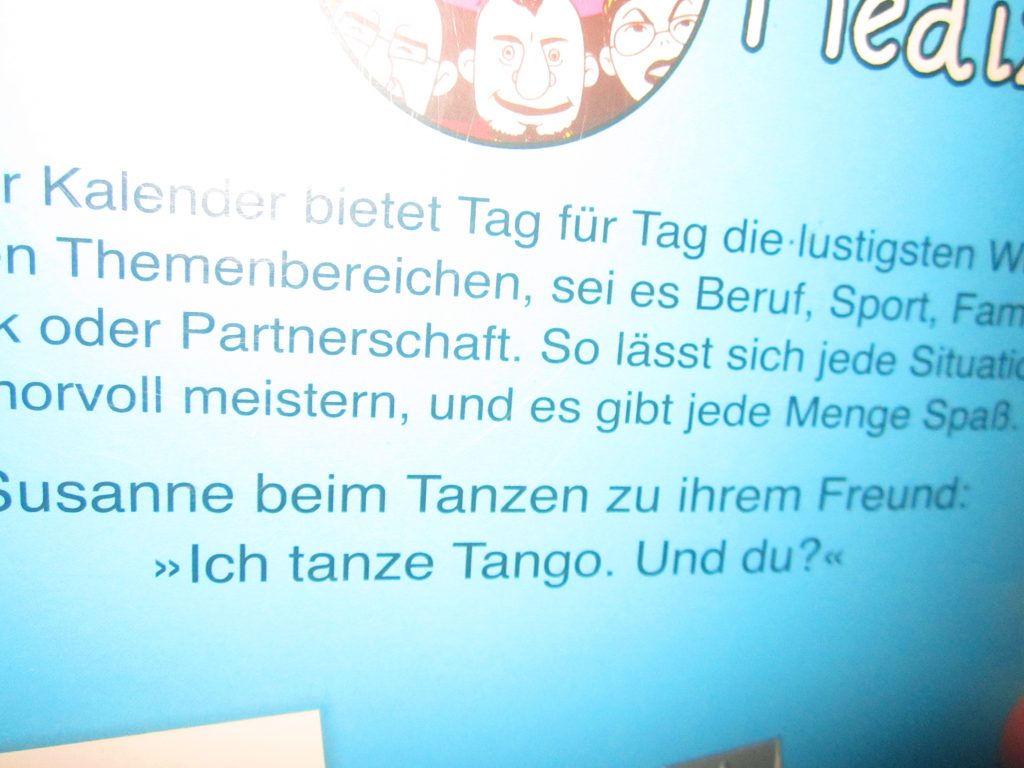 Mediz
r Kalender bietet Tag für Tag die lustigsten W
n Themenbereichen, sei es Beruf, Sport, Fam
k oder Partnerschaft. So lässt sich jede Situatio
norvoll meistern, und es gibt jede Menge Spaß.
Susanne beim Tanzen zu ihrem Freund:
»Ich tanze Tango. Und du?«